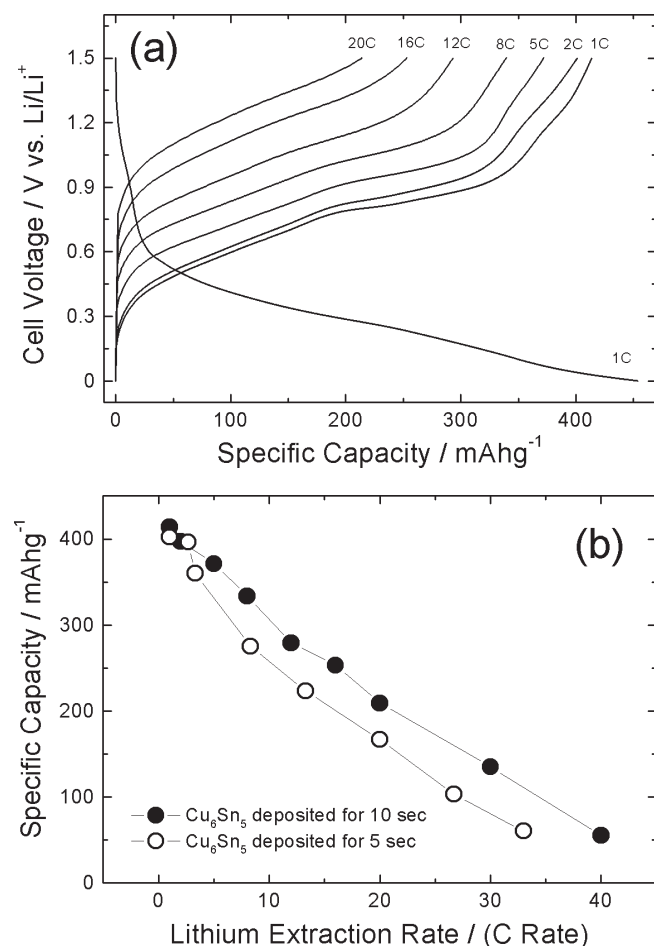 (a)
20C 16C 12C 8C 5C 2C 1C
1.5
1.2
0.9
0.6
0.3
0
Cell Voltage / V vs. Li/Li⁺
1C
0 100 200 300 400
Specific Capacity / mAhg⁻¹
(b)
400
300
200
100
0
Specific Capacity / mAhg⁻¹
Cu₆Sn₅ deposited for 10 sec
Cu₆Sn₅ deposited for 5 sec
0 10 20 30 40
Lithium Extraction Rate / (C Rate)